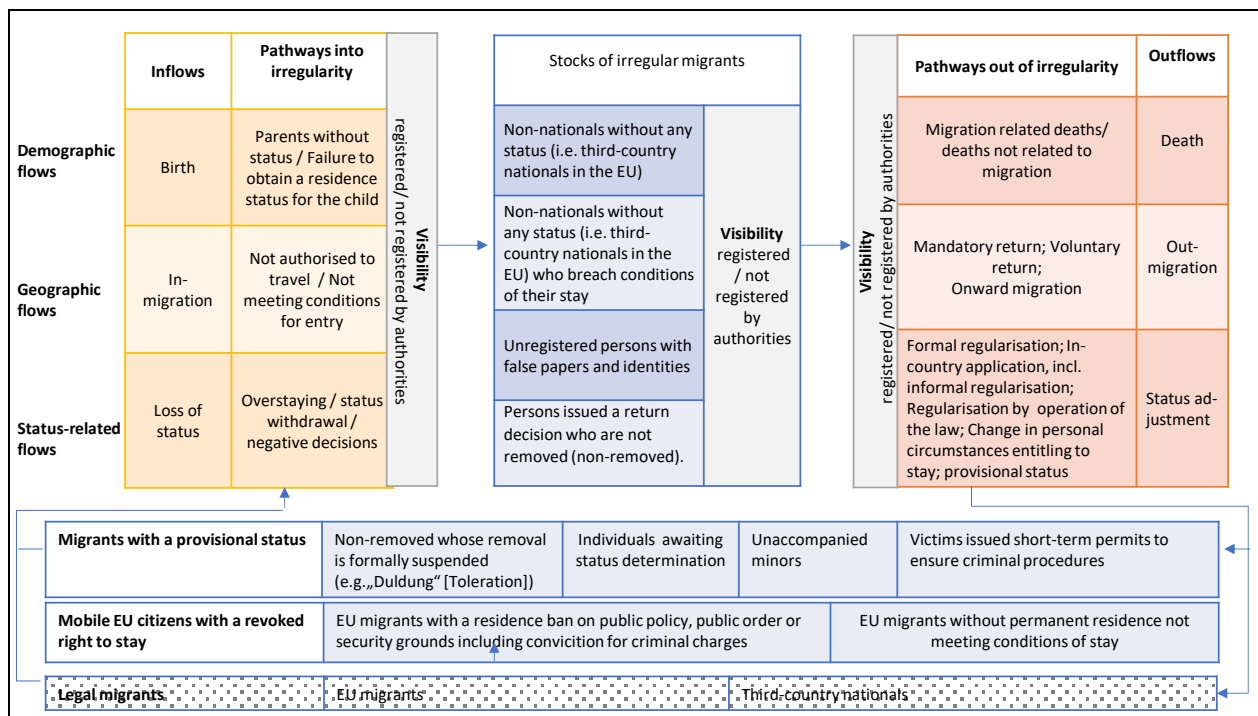 Inflows
Pathways into
irregularity
Visibility
registered/ not registered by authorities
Stocks of irregular migrants
Visibility
registered/ not registered by authorities
Pathways out of irregularity
Outflows
Demographic
flows
Birth
Parents without
status / Failure to
obtain a residence
status for the child
Non-nationals without any
status (i.e. third-country
nationals in the EU)
Migration related deaths/
deaths not related to
migration
Death
Geographic
flows
In-
migration
Not authorised to
travel / Not
meeting conditions
for entry
Non-nationals without
any status (i.e. third-
country nationals in the
EU) who breach conditions
of their stay
Visibility
registered
/ not
registered
by
authorities
Mandatory return; Voluntary
return;
Onward migration
Out-
migration
Unregistered persons with
false papers and identities
Status-related
flows
Loss of
status
Overstaying / status
withdrawal /
negative decisions
Persons issued a return
decision who are not
removed (non-removed).
Formal regularisation; In-
country application, incl.
informal regularisation;
Regularisation by operation of
the law; Change in personal
circumstances entitling to
stay; provisional status
Status ad-
justment
Migrants with a provisional status
Non-removed whose removal
is formally suspended
(e.g.„Duldung“ [Toleration])
Individuals awaiting
status determination
Unaccompanied
minors
Victims issued short-term permits to
ensure criminal procedures
Mobile EU citizens with a revoked
right to stay
EU migrants with a residence ban on public policy, public order or
security grounds including convicition for criminal charges
EU migrants without permanent residence not
meeting conditions of stay
Legal migrants
EU migrants
Third-country nationals